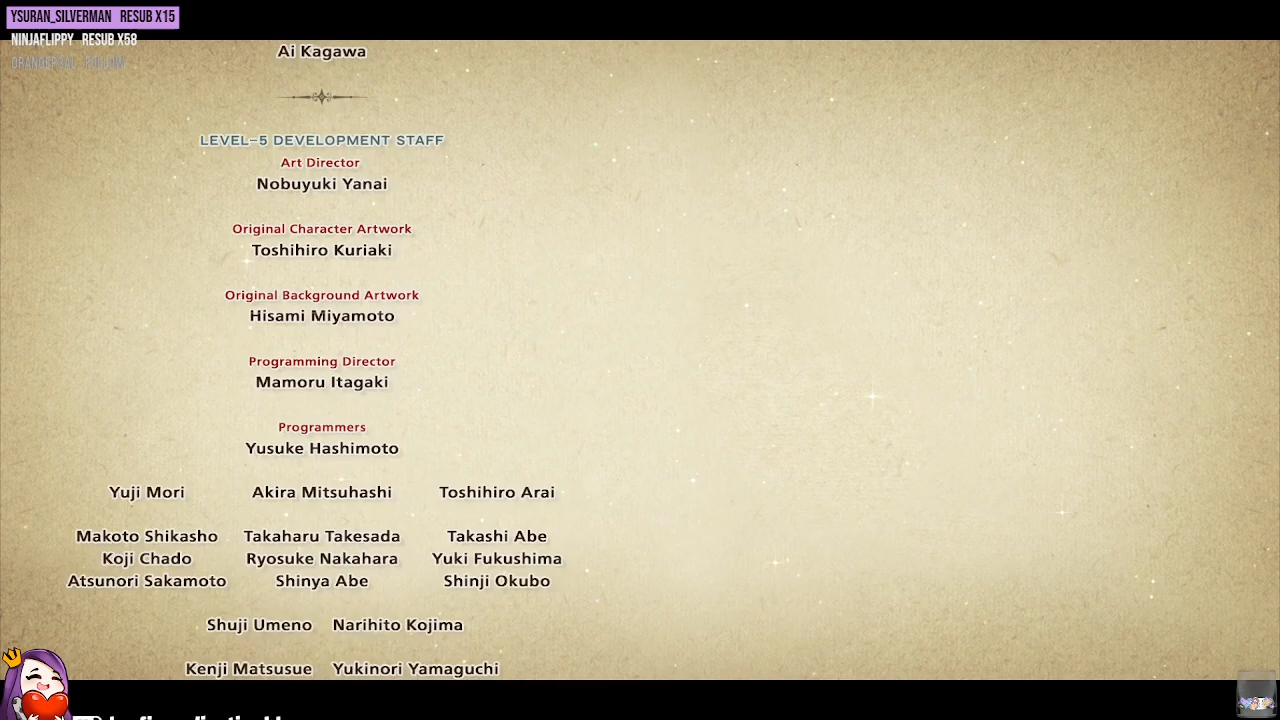 YSURAN_SILVERMAN RESUB X15
NINJAFLIPPY RESUB X58
Ai Kagawa
LEVEL-5 DEVELOPMENT STAFF
Art Director
Nobuyuki Yanai
Original Character Artwork
Toshihiro Kuriaki
Original Background Artwork
Hisami Miyamoto
Programming Director
Mamoru Itagaki
Programmers
Yusuke Hashimoto
Yuji Mori Akira Mitsuhashi Toshihiro Arai
Makoto Shikasho Takaharu Takesada Takashi Abe
Koji Chado Ryosuke Nakahara Yuki Fukushima
Atsunori Sakamoto Shinya Abe Shinji Okubo
Shuji Umeno Narihito Kojima
Kenji Matsusue Yukinori Yamaguchi